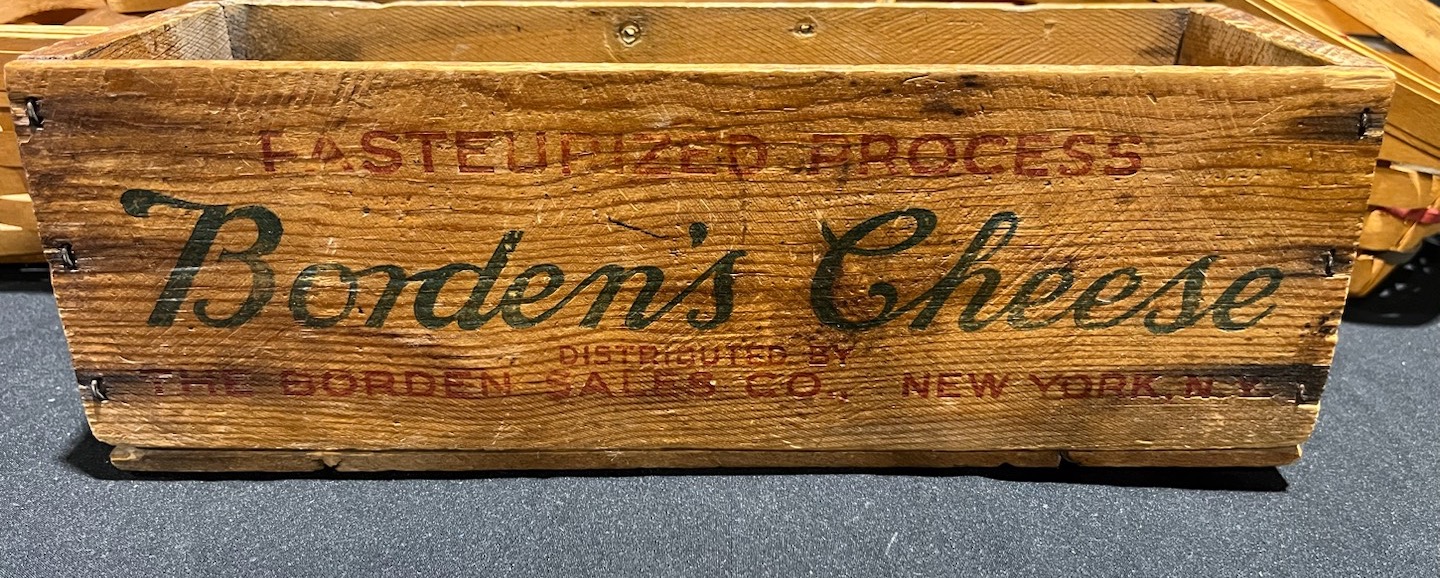 PASTEURIZED PROCESS
Borden's Cheese
DISTRIBUTED BY
THE BORDEN SALES CO., NEW YORK, N.Y.